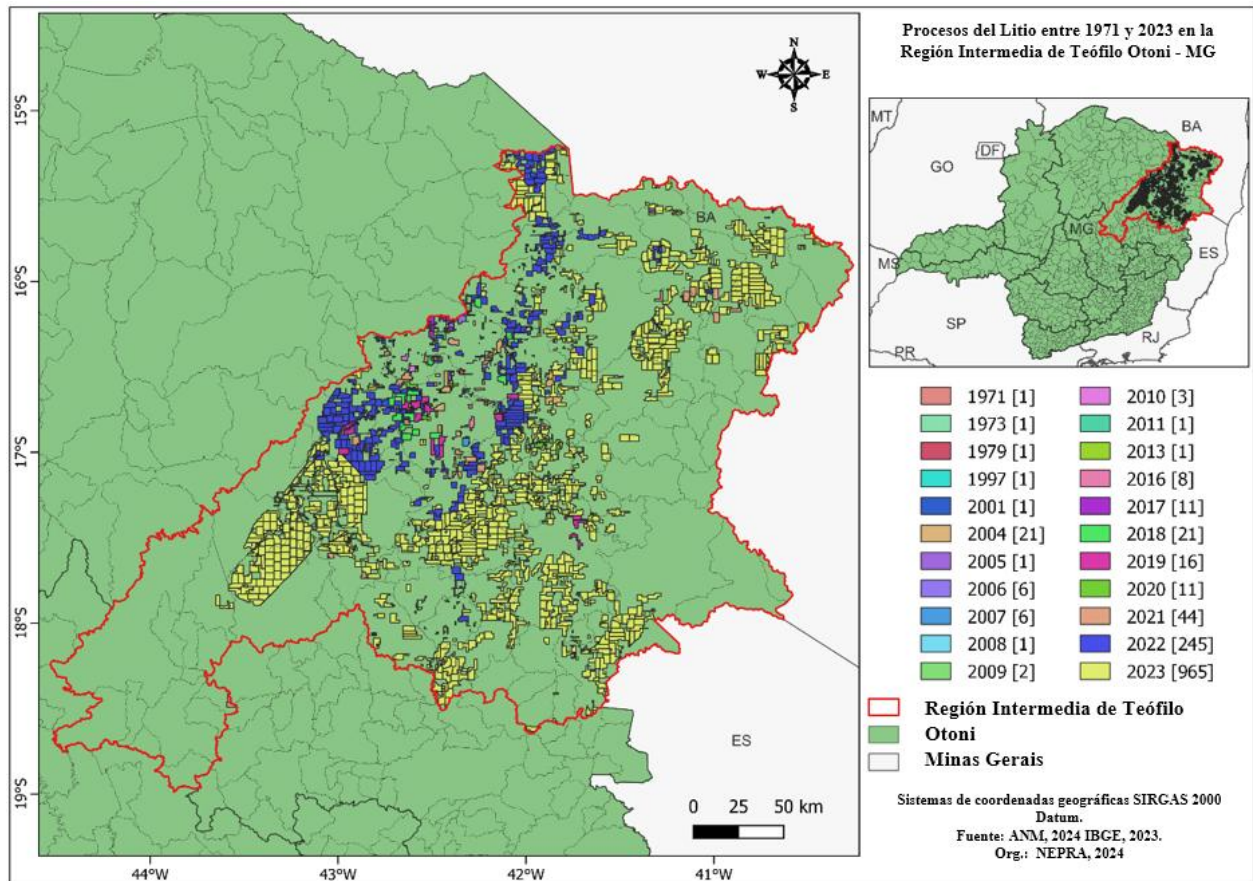 Procesos del Litio entre 1971 y 2023 en la
Región Intermedia de Teófilo Otoni - MG
N
W E
S
15°S
16°S
17°S
18°S
19°S
44°W
43°W
42°W
41°W
BA
ES
0 25 50 km
MT
GO
DF
BA
MG
MS
ES
SP
RJ
PR
1971 [1]
1973 [1]
1979 [1]
1997 [1]
2001 [1]
2004 [21]
2005 [1]
2006 [6]
2007 [6]
2008 [1]
2009 [2]
2010 [3]
2011 [1]
2013 [1]
2016 [8]
2017 [11]
2018 [21]
2019 [16]
2020 [11]
2021 [44]
2022 [245]
2023 [965]
Región Intermedia de Teófilo
Otoni
Minas Gerais
Sistemas de coordenadas geográficas SIRGAS 2000
Datum.
Fuente: ANM, 2024 IBGE, 2023.
Org.: NEPRA, 2024